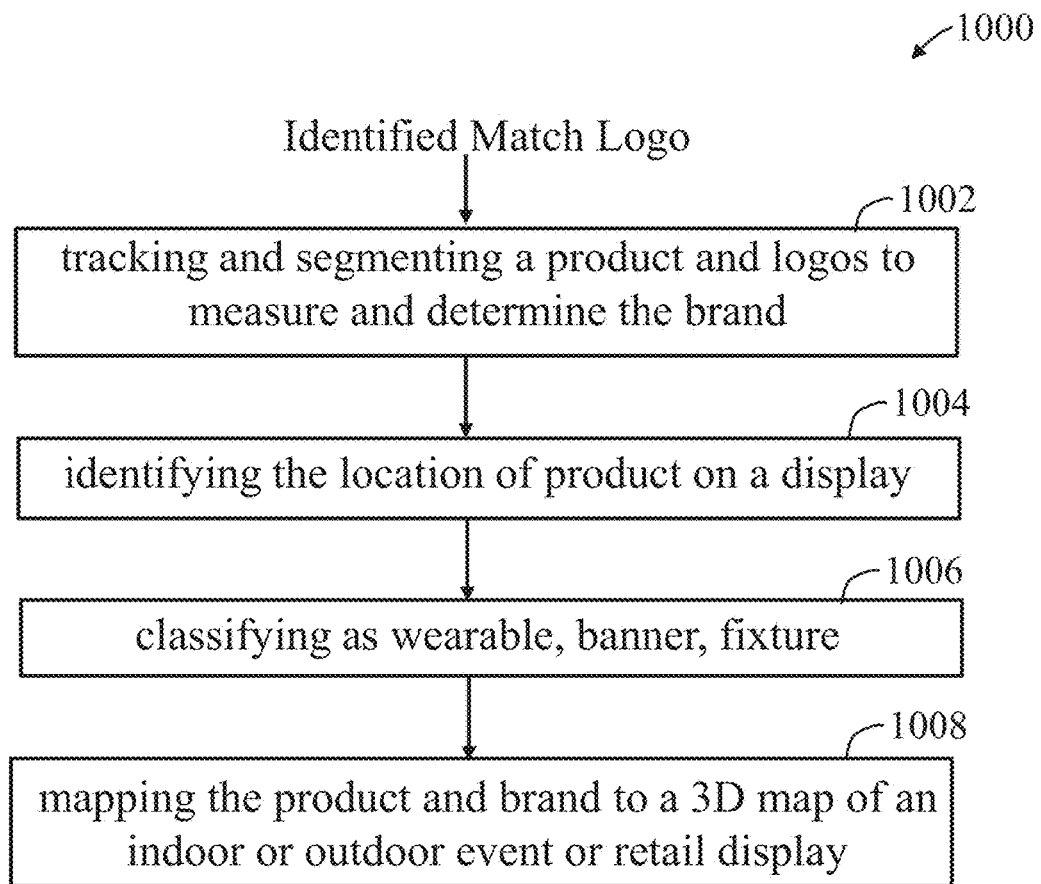 1000
Identified Match Logo
1002
tracking and segmenting a product and logos to
measure and determine the brand
1004
identifying the location of product on a display
1006
classifying as wearable, banner, fixture
1008
mapping the product and brand to a 3D map of an
indoor or outdoor event or retail display